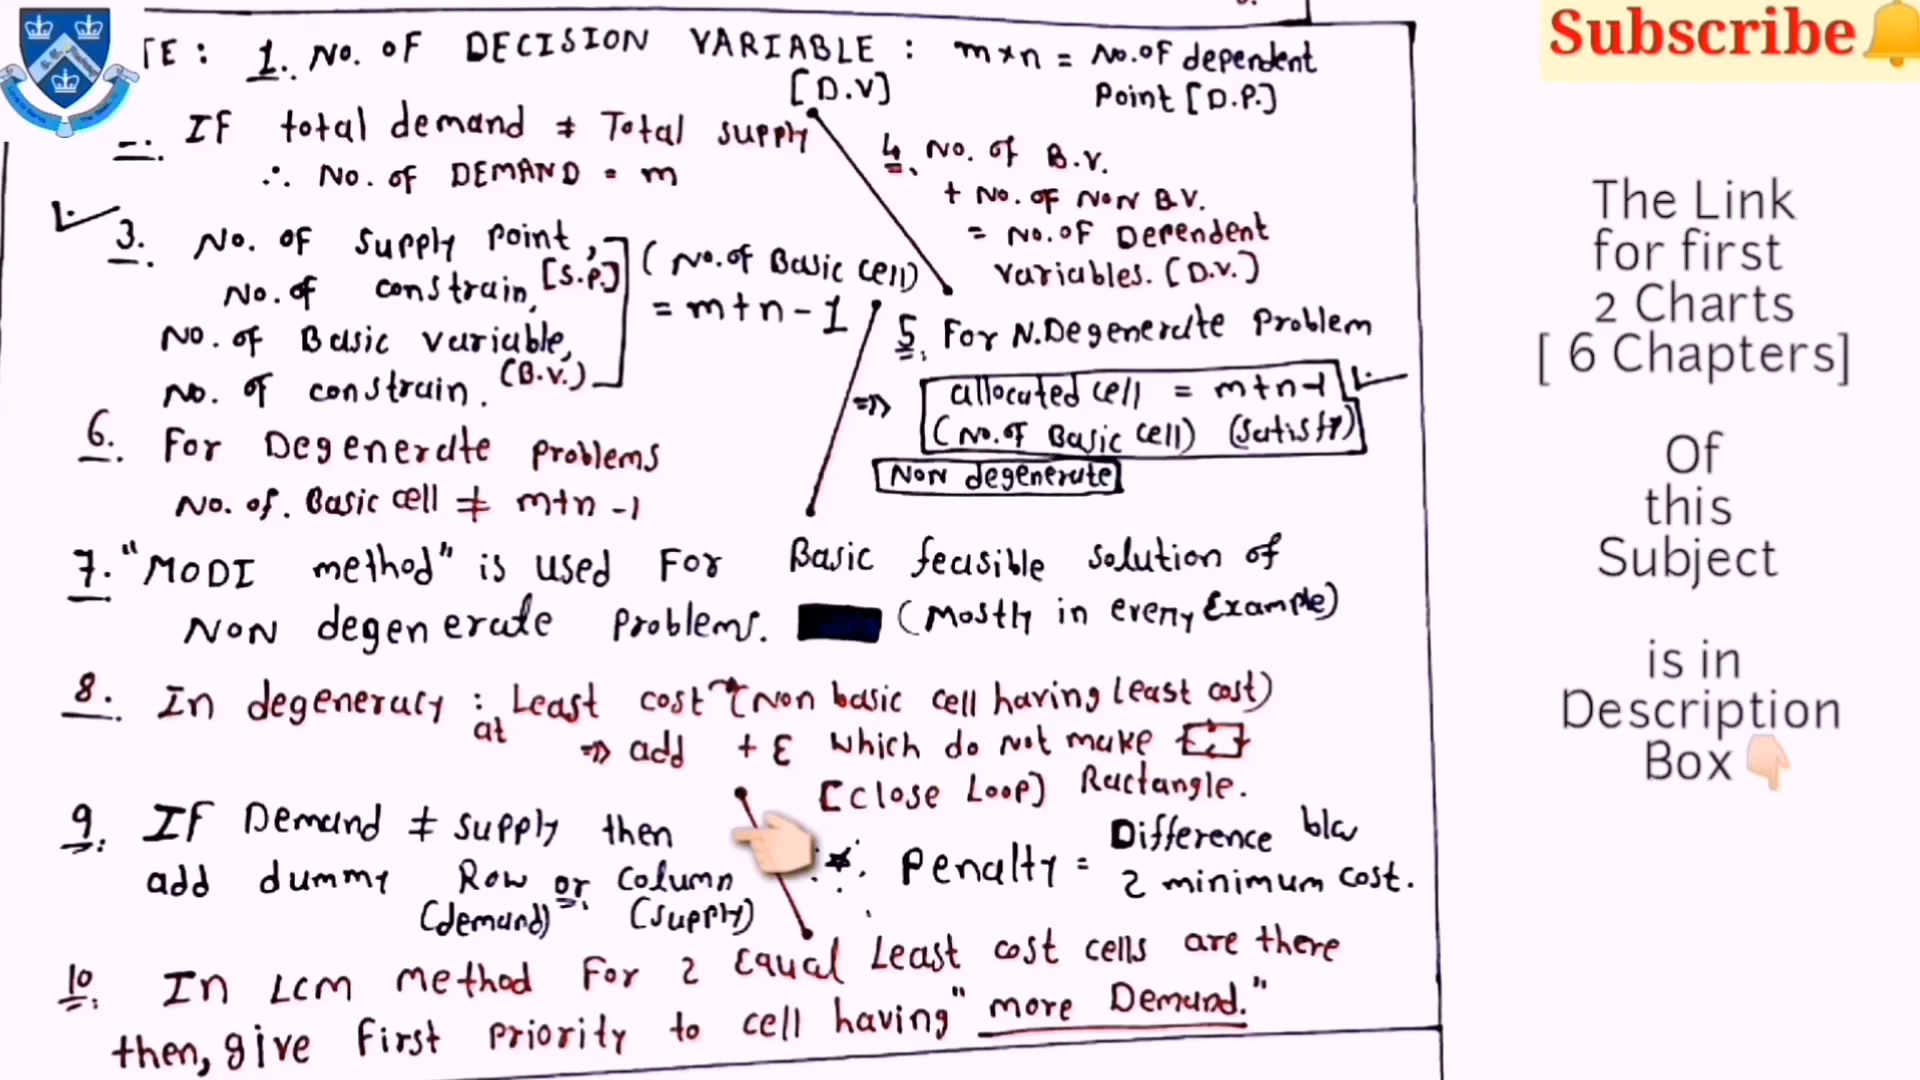 TE : 1. No. OF DECISION VARIABLE : m×n = No. OF dependent
[D.V] Point [D.P.]
IF total demand ≠ Total supply
∴ No. of DEMAND = m
3. No. OF supply point,
No. of constrain, [S.P.]
No. of Basic variable,
No. of constrain. (B.V.)
(No. of Basic cell)
= m+n-1
4. No. of B.V.
+ No. of Non B.V.
= No. OF Dependent
variables. [D.V.]
5. For N. Degenerate Problem
⇒ allocated cell = m+n-1
(No. of Basic cell) (Satisfy)
Non degenerate
6. For Degenerate problems
No. of. Basic cell ≠ m+n-1
7. "MODI method" is used For Basic feasible solution of
NON degenerate problems. (Mostly in every Example)
8. In degeneracy : Least cost (Non basic cell having least cost)
at ⇒ add + ε which do not make
[close Loop] Ractangle.
9. IF Demand ≠ supply then
add dummy Row or column
(demand) (supply)
Penalty = Difference b/w
2 minimum cost.
10. In LCM method For 2 Equal Least cost cells are there
then, give First priority to cell having "more Demand."
Subscribe
The Link
for first
2 Charts
[ 6 Chapters]
Of
this
Subject
is in
Description
Box